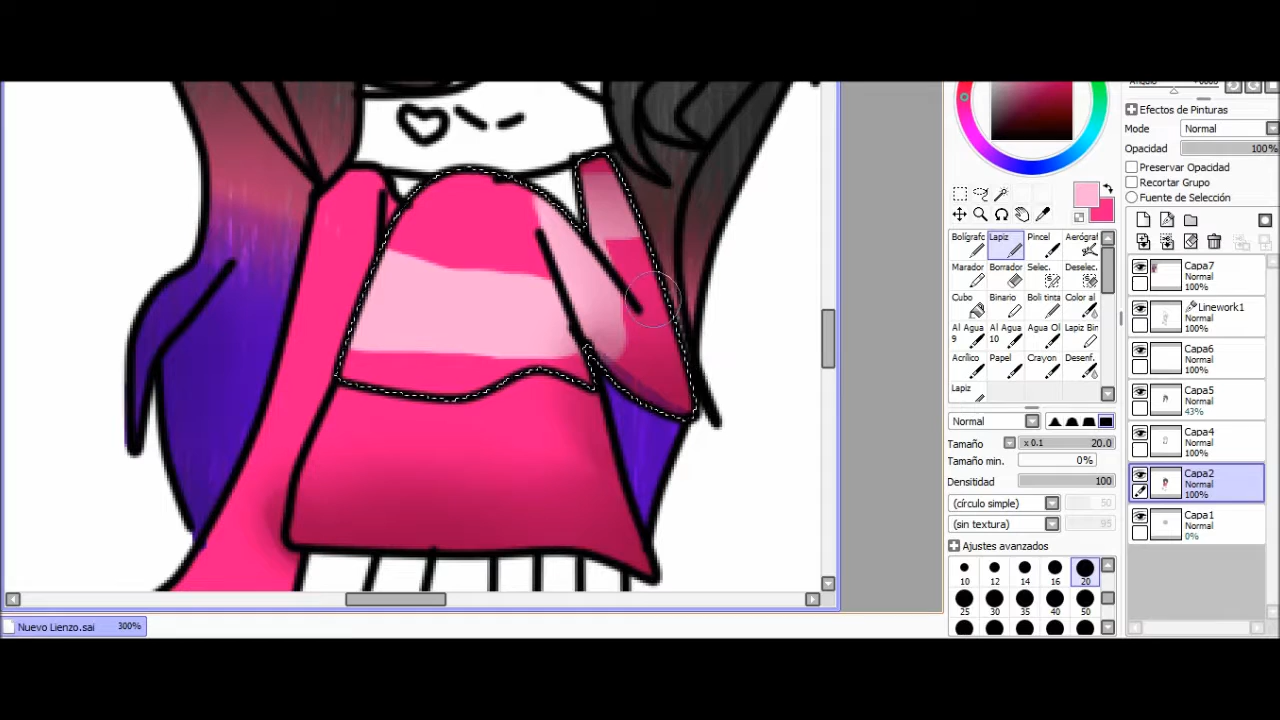 Efectos de Pinturas
Mode Normal
Opacidad 100%
Preservar Opacidad
Recortar Grupo
Fuente de Selección
Bolígrafc Lapiz Pincel Aerógraf
Marador Borrador Selec. Deselec.
Cubo Binario Boli tinta Color al
Al Agua 9 Al Agua 10 Agua Ol Lapiz Bin
Acrílico Papel Crayon Desenf.
Lapiz
Normal
Tamaño x 0.1 20.0
Tamaño min. 0%
Densitidad 100
(círculo simple) 50
(sin textura) 95
Ajustes avanzados
10 12 14 16 20
25 30 35 40 50
Capa7
Normal
100%
Linework1
Normal
100%
Capa6
Normal
100%
Capa5
Normal
43%
Capa4
Normal
100%
Capa2
Normal
100%
Capa1
Normal
0%
Nuevo Lienzo.sai 300%